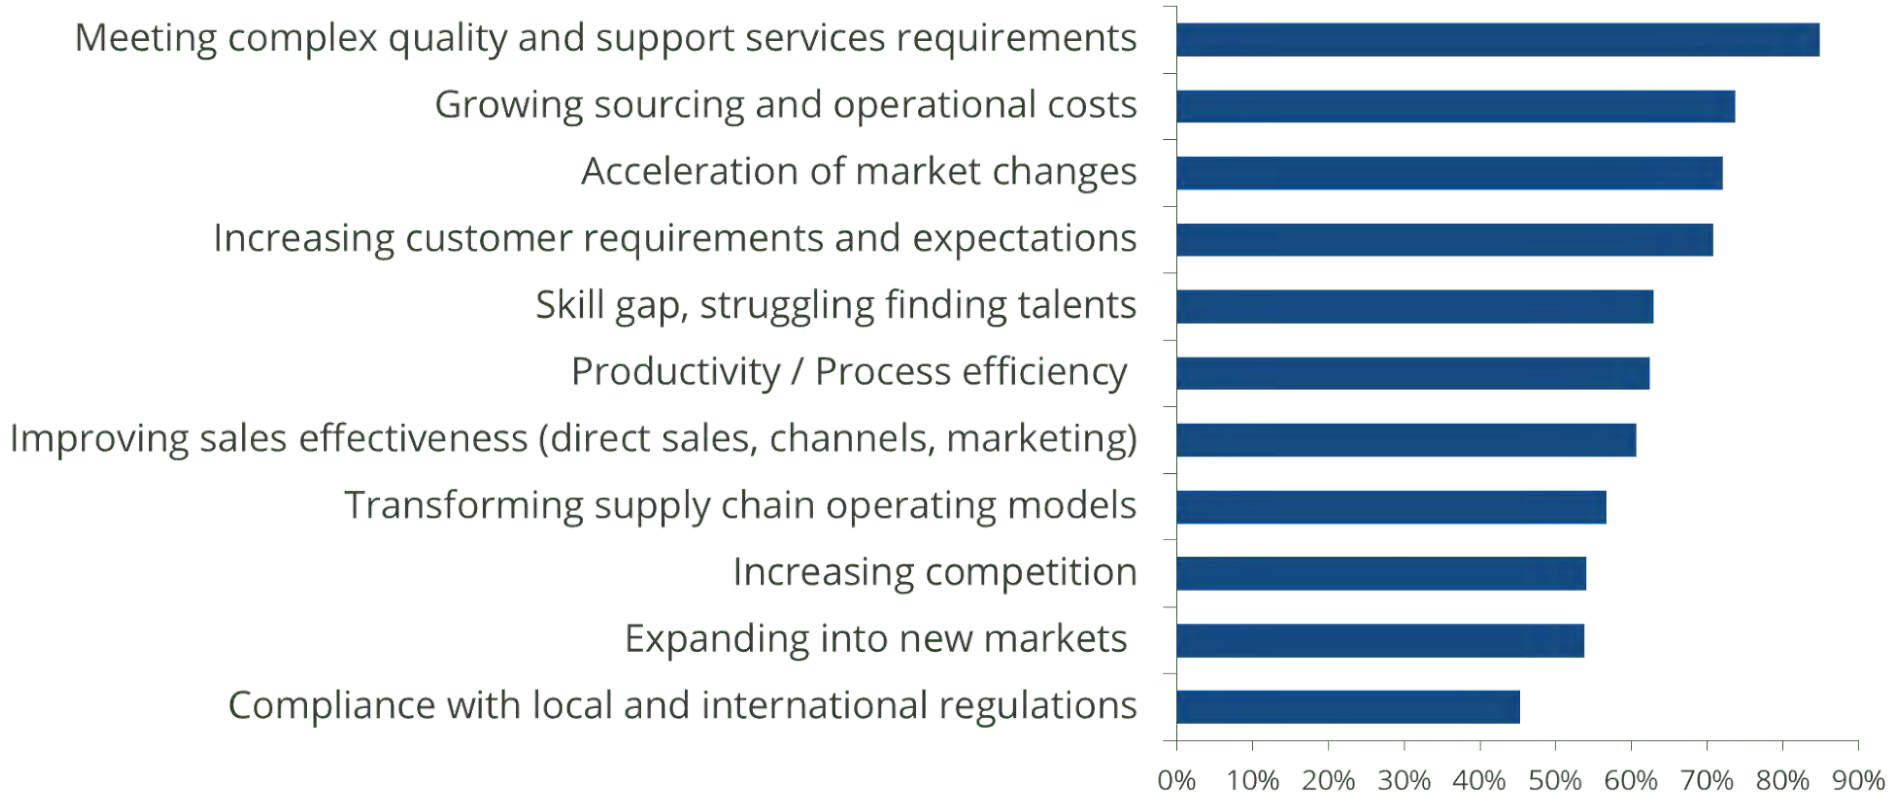 Meeting complex quality and support services requirements
Growing sourcing and operational costs
Acceleration of market changes
Increasing customer requirements and expectations
Skill gap, struggling finding talents
Productivity / Process efficiency
Improving sales effectiveness (direct sales, channels, marketing)
Transforming supply chain operating models
Increasing competition
Expanding into new markets
Compliance with local and international regulations
0% 10% 20% 30% 40% 50% 60% 70% 80% 90%